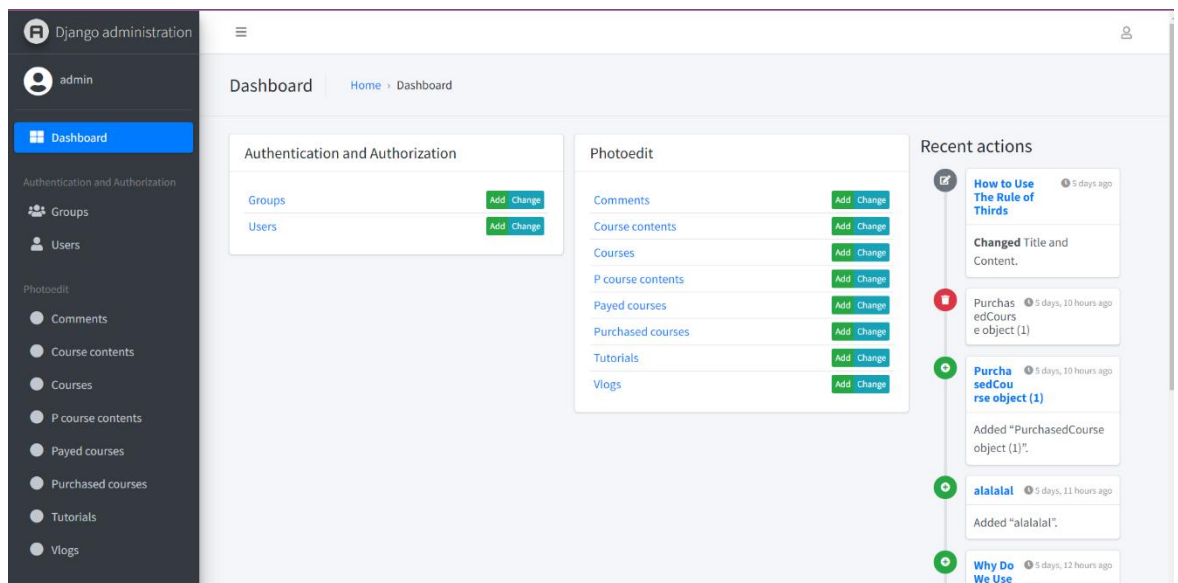 Django administration
admin
Dashboard
Authentication and Authorization
Groups
Users
Photoedit
Comments
Course contents
Courses
P course contents
Payed courses
Purchased courses
Tutorials
Vlogs
Dashboard Home › Dashboard
Authentication and Authorization
Groups Add Change
Users Add Change
Photoedit
Comments Add Change
Course contents Add Change
Courses Add Change
P course contents Add Change
Payed courses Add Change
Purchased courses Add Change
Tutorials Add Change
Vlogs Add Change
Recent actions
How to Use 5 days ago
The Rule of
Thirds
Changed Title and
Content.
Purchas 5 days, 10 hours ago
edCours
e object (1)
Purcha 5 days, 10 hours ago
sedCou
rse object (1)
Added “PurchasedCourse
object (1)”.
alalalal 5 days, 11 hours ago
Added “alalalal”.
Why Do 5 days, 12 hours ago
We Use